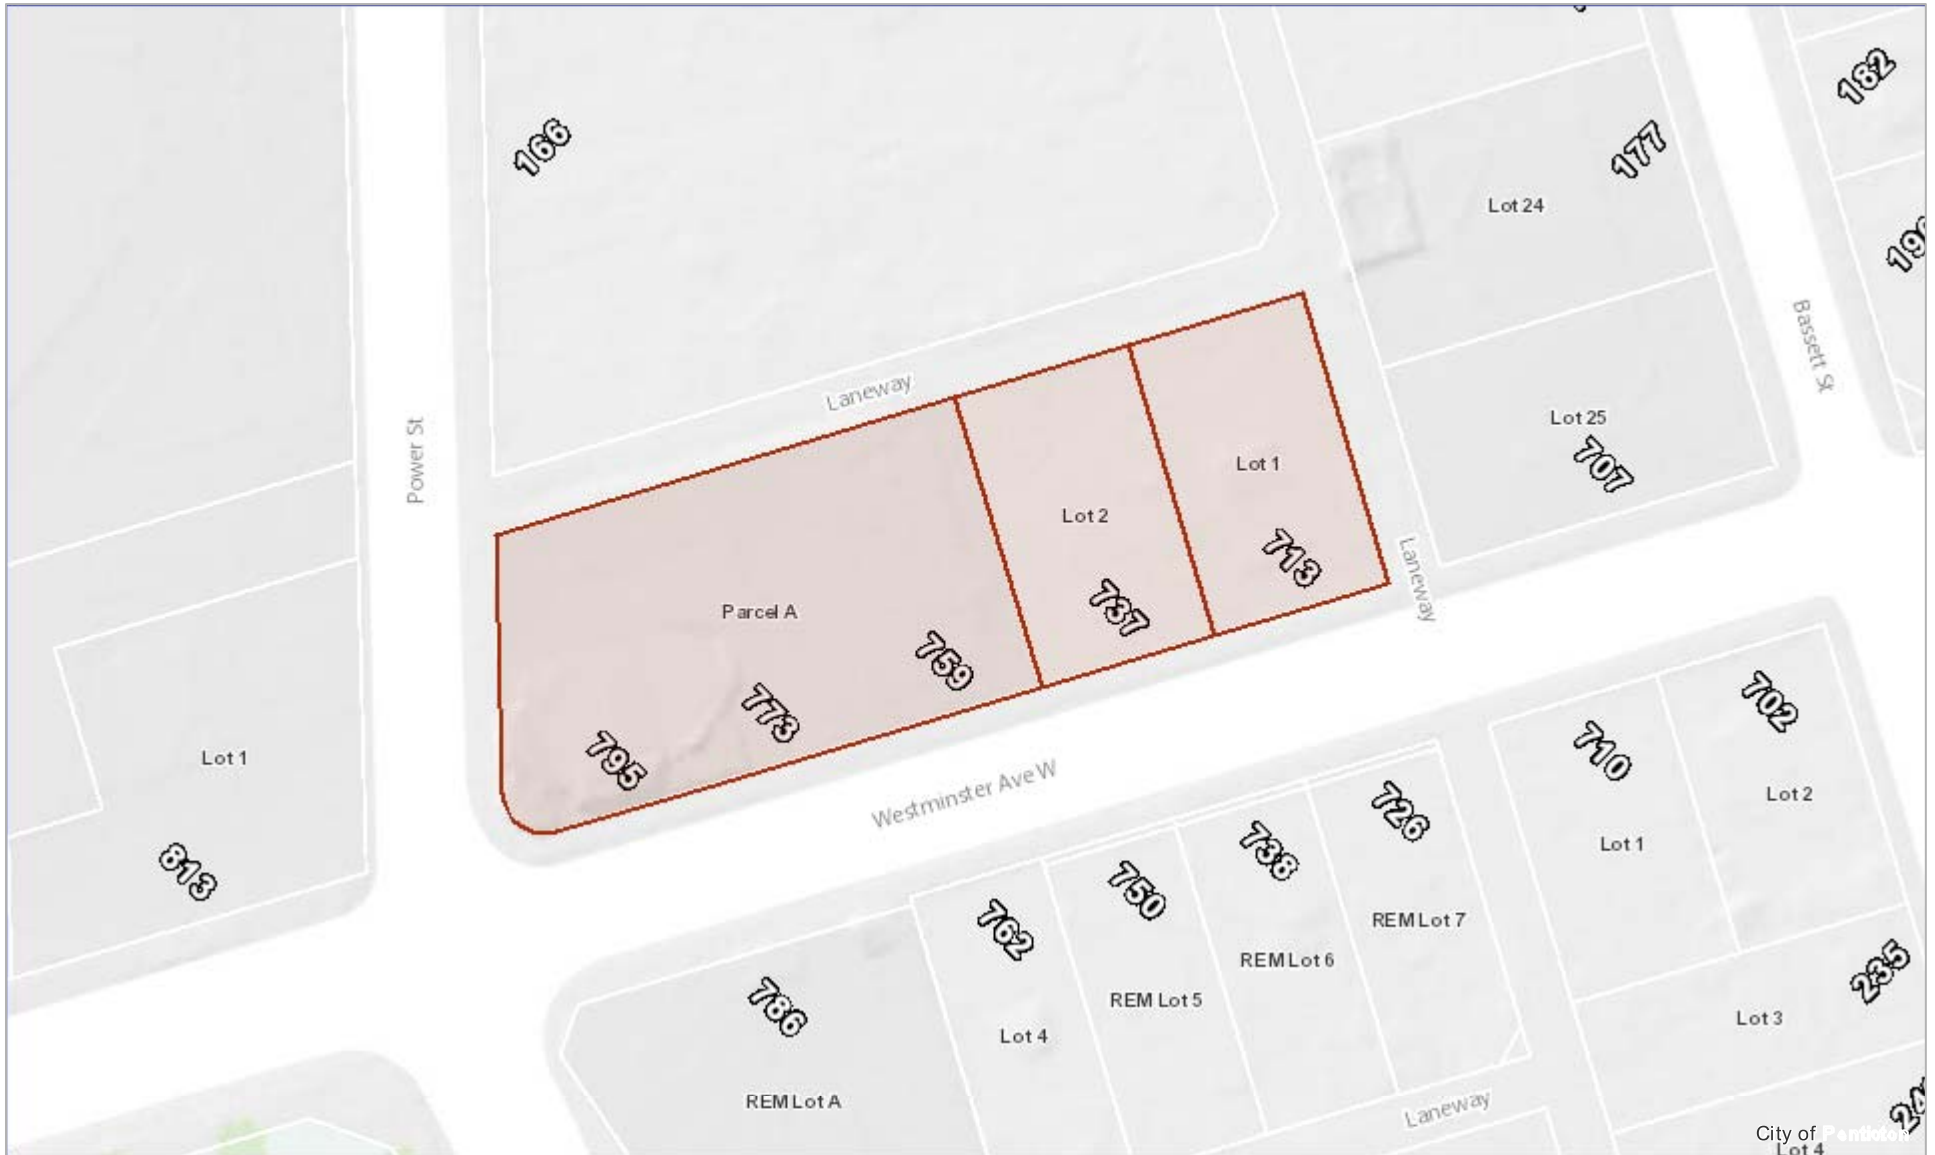 182
166
177
Lot 24
Bassett St
Laneway
Lot 25
707
Power St
Lot 1
Lot 2
713
Laneway
737
Parcel A
759
773
795
702
710
Lot 1
Westminster Ave W
726
Lot 2
738
Lot 1
813
750
762
REM Lot 7
REM Lot 6
235
786
REM Lot 5
Lot 3
Lot 4
REM Lot A
Laneway
City of Penticton
Lot 4